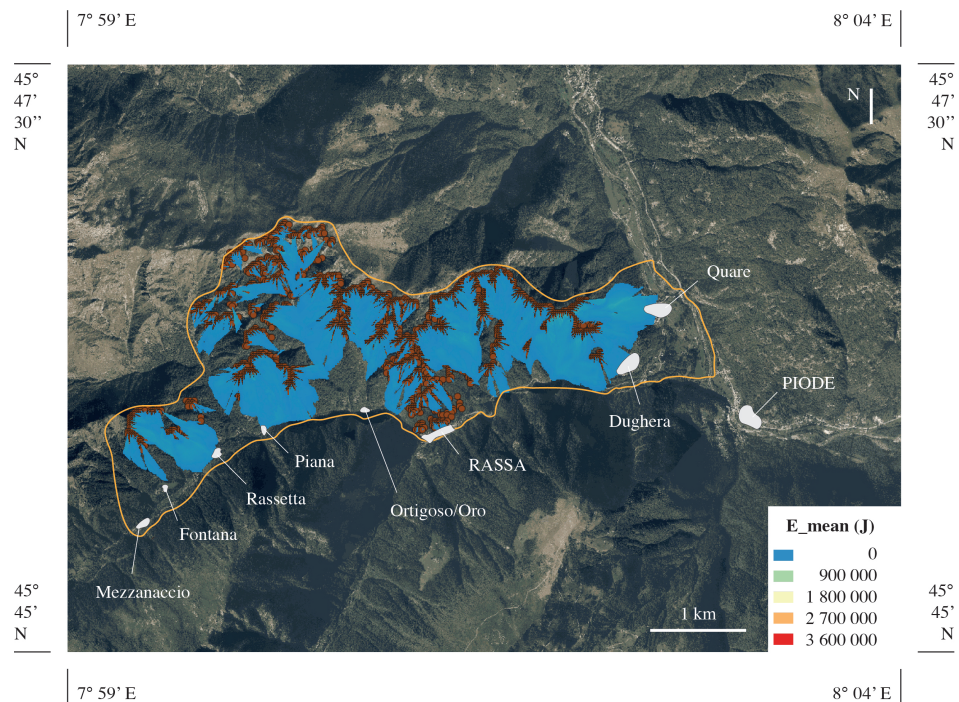 7° 59’ E
8° 04’ E
45°
47’
30’’
N
45°
47’
30’’
N
N
Quare
PIODE
Dughera
RASSA
Piana
Ortigoso/Oro
Rassetta
Fontana
Mezzanaccio
E_mean (J)
0
900 000
1 800 000
2 700 000
3 600 000
1 km
45°
45’
N
45°
45’
N
7° 59’ E
8° 04’ E